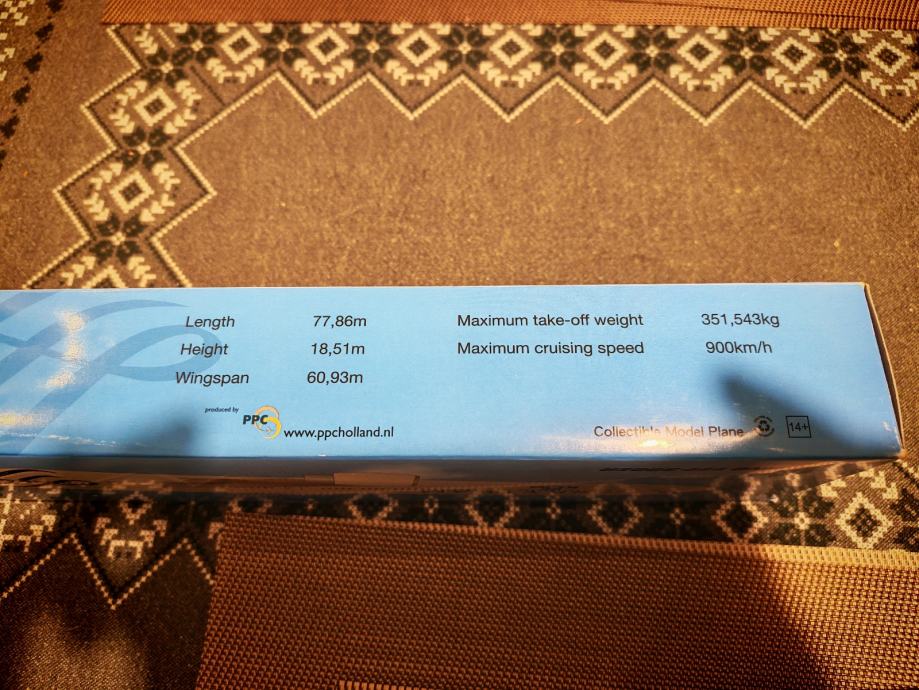 Length 77,86m
Height 18,51m
Wingspan 60,93m
Maximum take-off weight 351,543kg
Maximum cruising speed 900km/h
produced by
PPC
www.ppcholland.nl
Collectible Model Plane
14+